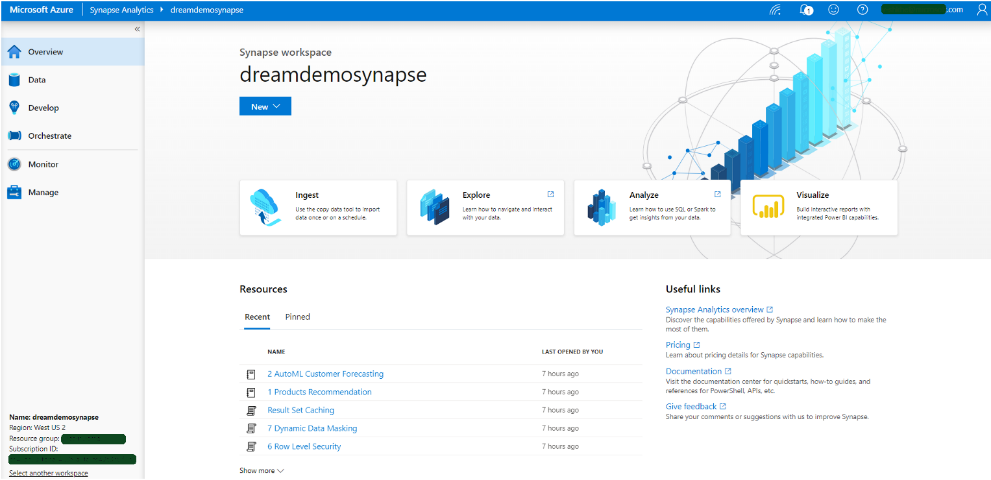 Microsoft Azure
Synapse Analytics
dreamdemosynapse
1
.com
«
Overview
Data
Develop
Orchestrate
Monitor
Manage
Synapse workspace
dreamdemosynapse
New
Ingest
Use the copy data tool to import
data once or on a schedule.
Explore
Learn how to navigate and interact
with your data.
Analyze
Learn how to use SQL or Spark to
get insights from your data.
Visualize
Build interactive reports with
integrated Power BI capabilities.
Resources
Recent Pinned
NAME LAST OPENED BY YOU
2 AutoML Customer Forecasting 7 hours ago
1 Products Recommendation 7 hours ago
Result Set Caching 7 hours ago
7 Dynamic Data Masking 7 hours ago
6 Row Level Security 7 hours ago
Show more
Useful links
Synapse Analytics overview
Discover the capabilities offered by Synapse and learn how to make the
most of them.
Pricing
Learn about pricing details for Synapse capabilities.
Documentation
Visit the documentation center for quickstarts, how-to guides, and
references for PowerShell, APIs, etc.
Give feedback
Share your comments or suggestions with us to improve Synapse.
Name: dreamdemosynapse
Region: West US 2
Resource group:
Subscription ID:
Select another workspace